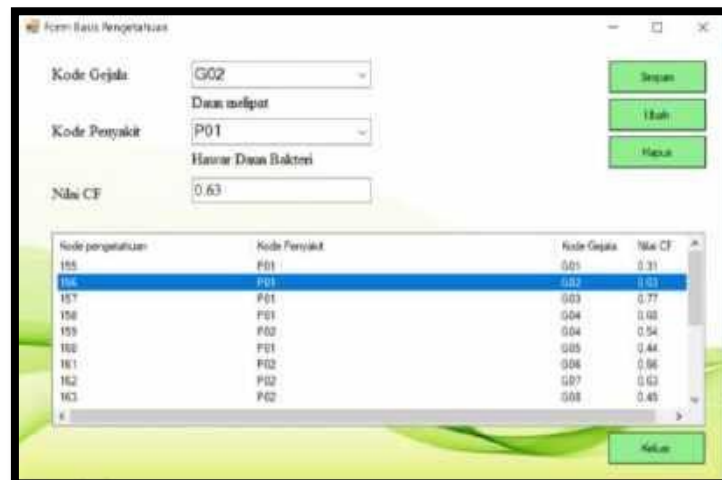 Form Basis Pengetahuan
Kode Gejala G02 Simpan
Daun melipat Ubah
Kode Penyakit P01 Hapus
Hawar Daun Bakteri
Nilai CF 0.63
Kode pengetahuan Kode Penyakit Kode Gejala Nilai CF
155 P01 G01 0.31
156 P01 G02 0.63
157 P01 G03 0.77
158 P01 G04 0.68
159 P02 G04 0.54
160 P01 G05 0.44
161 P02 G06
162 P02 G07 0.63
163 P02 G08
Keluar